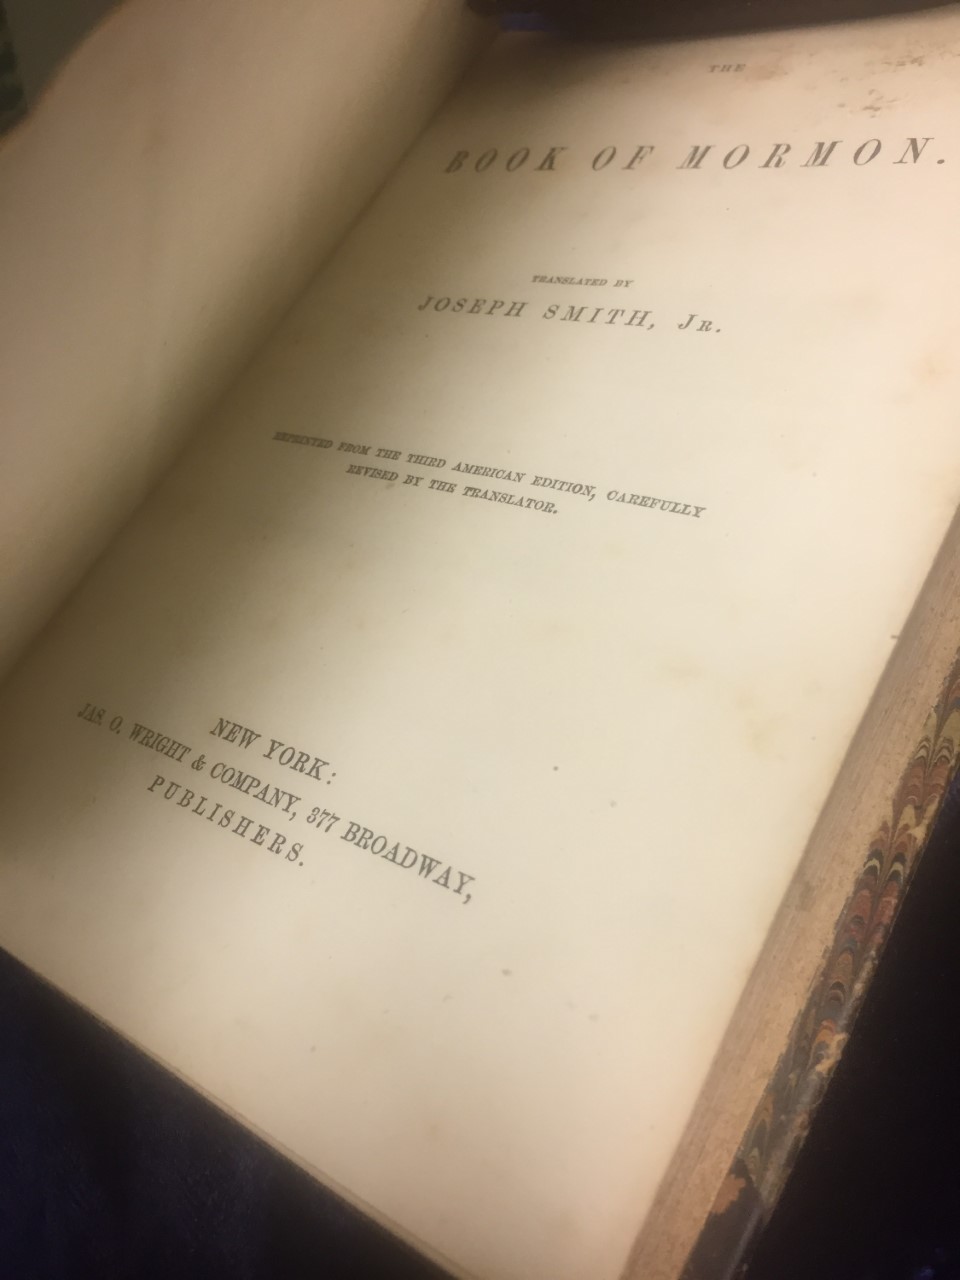 THE
BOOK OF MORMON.
TRANSLATED BY
JOSEPH SMITH, JR.
REPRINTED FROM THE THIRD AMERICAN EDITION, CAREFULLY
REVISED BY THE TRANSLATOR.
NEW YORK:
JAS. O. WRIGHT & COMPANY, 377 BROADWAY,
PUBLISHERS.